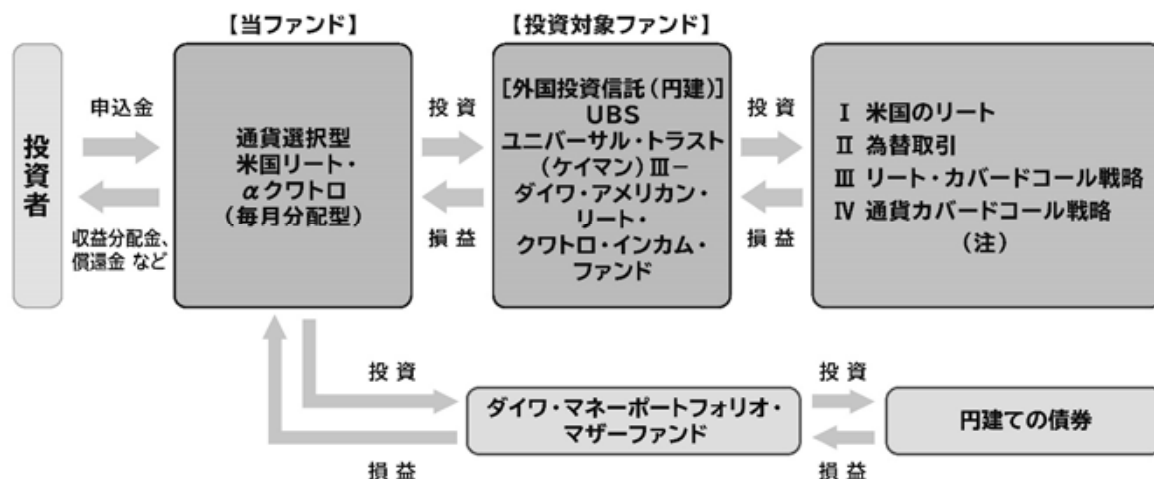 【当ファンド】
【投資対象ファンド】
投資者
申込金
収益分配金、
償還金 など
通貨選択型
米国リート・
αクワトロ
(毎月分配型)
投 資
損 益
[外国投資信託(円建)]
UBS
ユニバーサル・トラスト
(ケイマン)Ⅲ－
ダイワ・アメリカン・
リート・
クワトロ・インカム・
ファンド
投 資
損 益
Ⅰ 米国のリート
Ⅱ 為替取引
Ⅲ リート・カバードコール戦略
Ⅳ 通貨カバードコール戦略
(注)
投 資
損 益
ダイワ・マネーポートフォリオ・
マザーファンド
投 資
損 益
円建ての債券